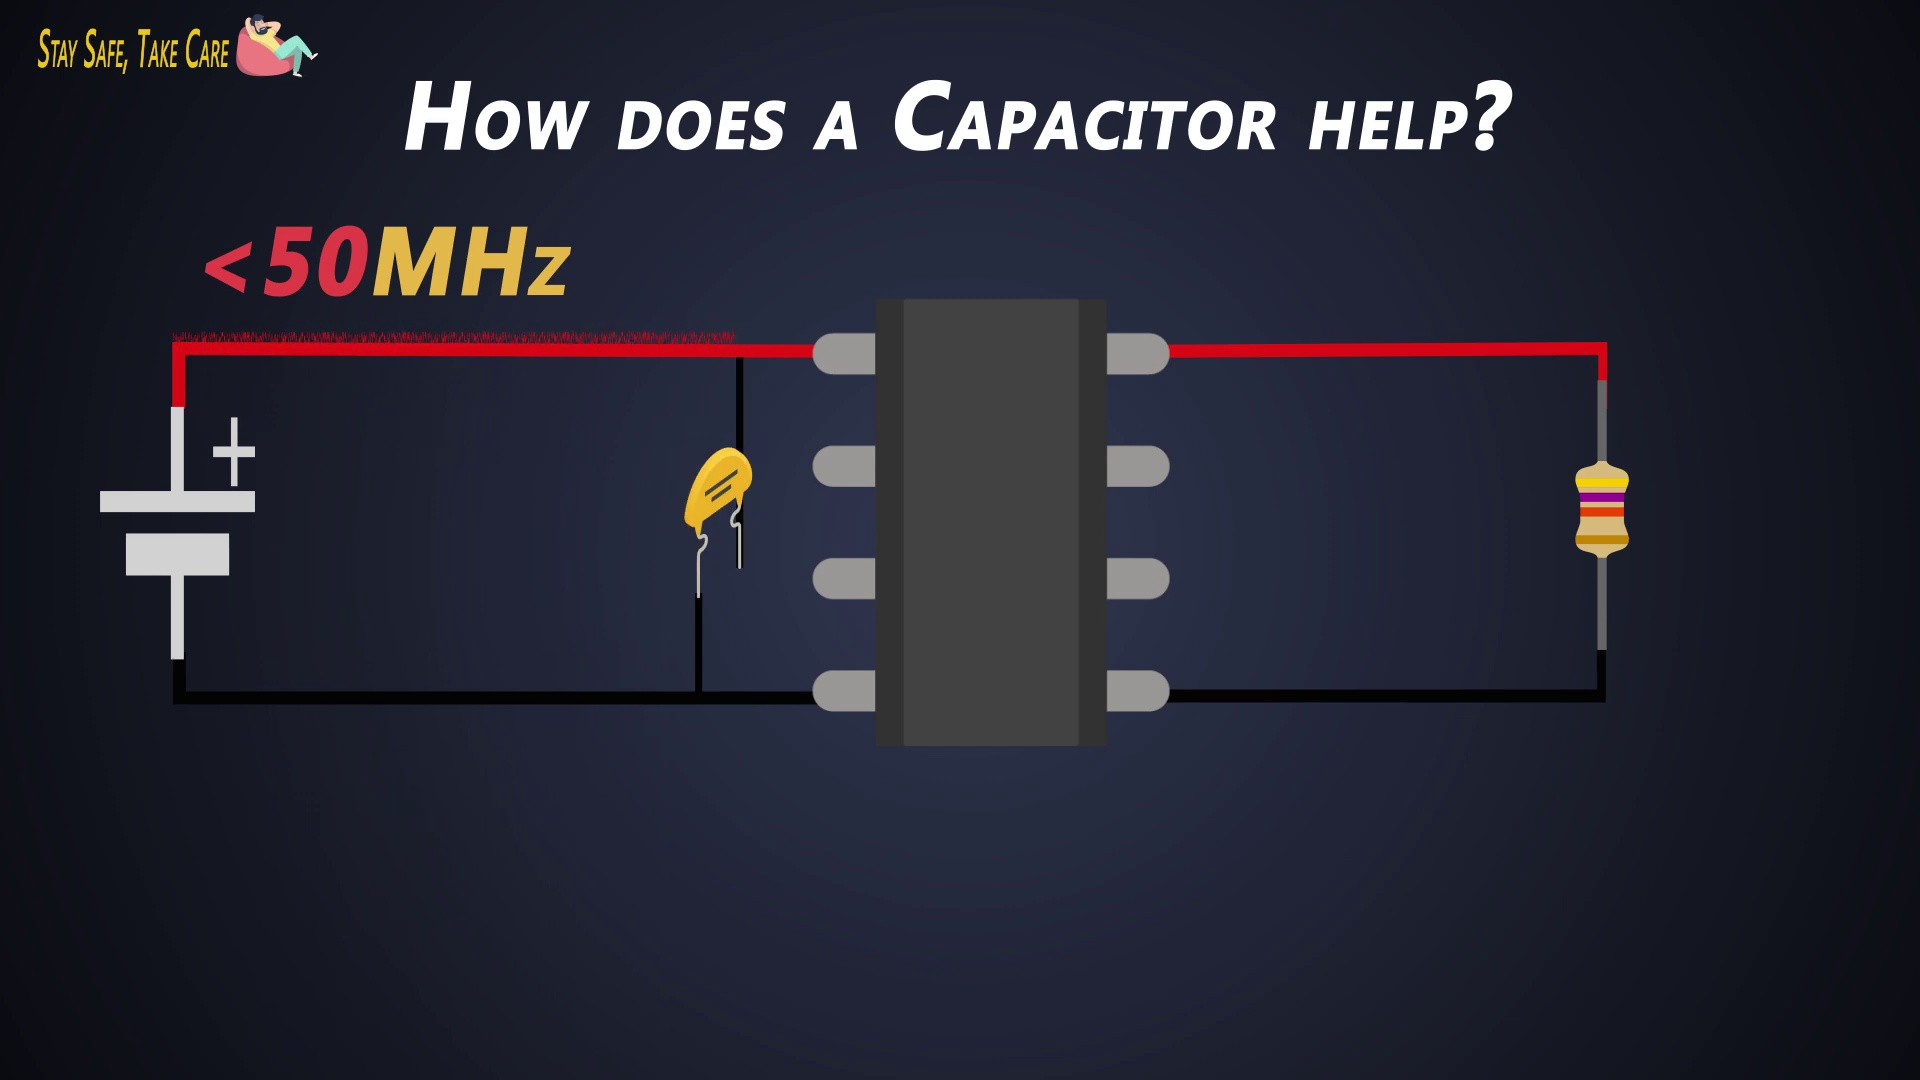 Stay Safe, Take Care
How does a Capacitor help?
<50MHz
+